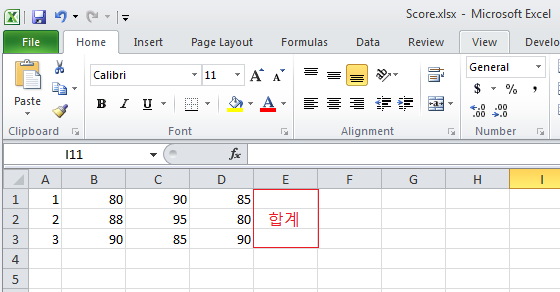 Score.xlsx - Microsoft Excel
File Home Insert Page Layout Formulas Data Review View Develo
Paste
Clipboard
Calibri 11 A A
B I U A
Font
Alignment
General
$ % ,
.0 .00
.00 .0
Number
I11 fx
A B C D E F G H I
1 1 80 90 85
2 2 88 95 80 합계
3 3 90 85 90
4
5